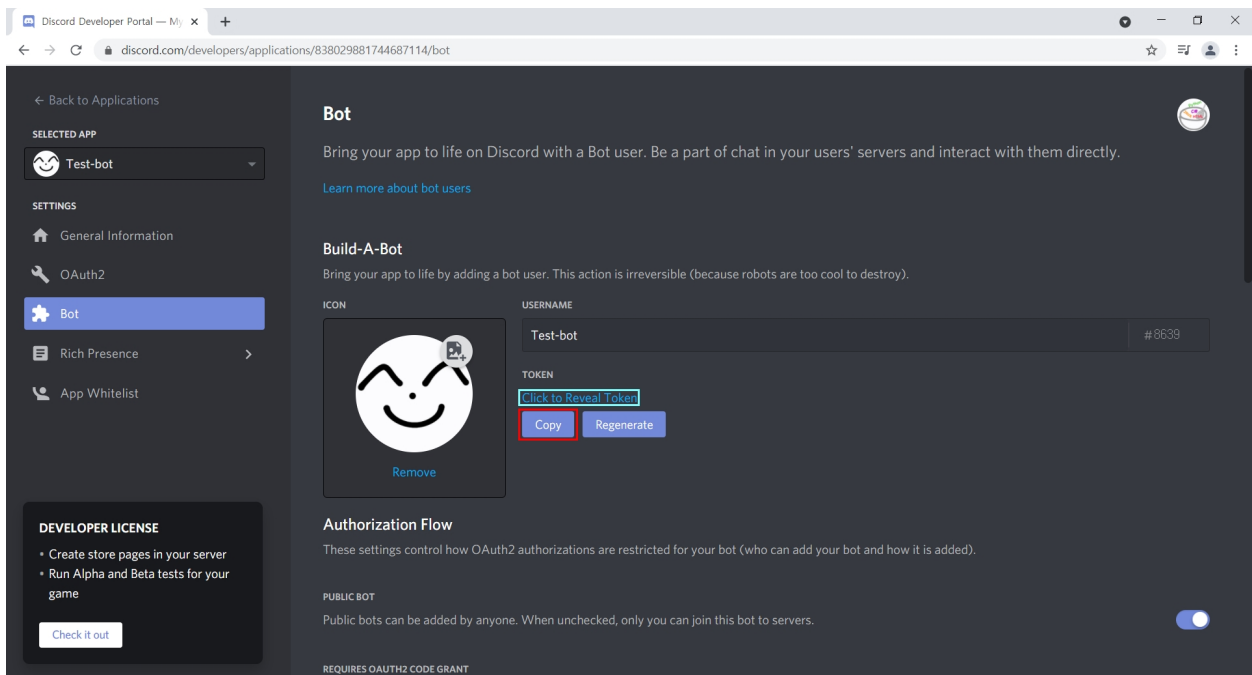 Discord Developer Portal — My
discord.com/developers/applications/838029881744687114/bot
← Back to Applications
SELECTED APP
Test-bot
SETTINGS
General Information
OAuth2
Bot
Rich Presence
App Whitelist
DEVELOPER LICENSE
• Create store pages in your server
• Run Alpha and Beta tests for your
game
Check it out
Bot
Bring your app to life on Discord with a Bot user. Be a part of chat in your users' servers and interact with them directly.
Learn more about bot users
Build-A-Bot
Bring your app to life by adding a bot user. This action is irreversible (because robots are too cool to destroy).
ICON
Remove
USERNAME
Test-bot
#8639
TOKEN
Click to Reveal Token
Copy
Regenerate
Authorization Flow
These settings control how OAuth2 authorizations are restricted for your bot (who can add your bot and how it is added).
PUBLIC BOT
Public bots can be added by anyone. When unchecked, only you can join this bot to servers.
REQUIRES OAUTH2 CODE GRANT